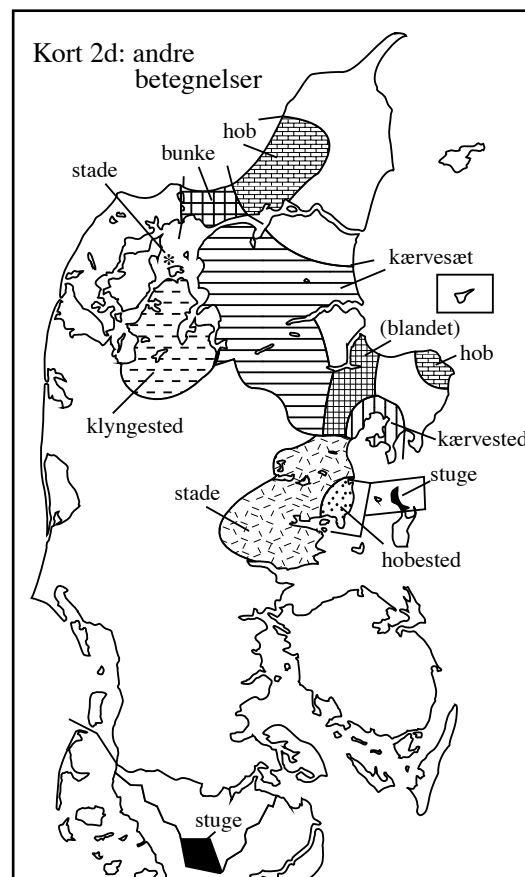 Kort 2d: andre
betegnelser
hob
bunke
stade
*
kærvesæt
(blandet)
hob
klyngested
kærvested
stuge
stade
hobested
stuge